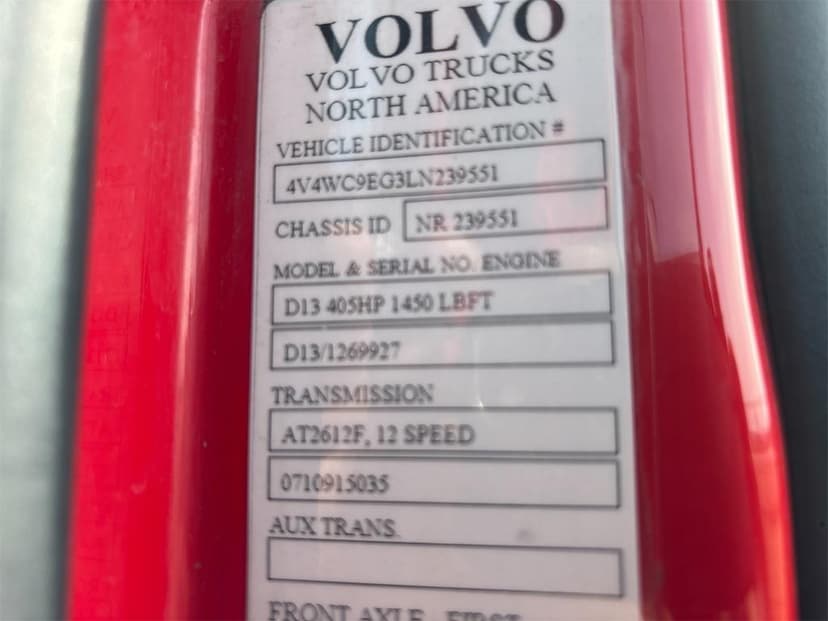 VOLVO
VOLVO TRUCKS
NORTH AMERICA
VEHICLE IDENTIFICATION #
4V4WC9EG3LN239551
CHASSIS ID NR 239551
MODEL & SERIAL NO. ENGINE
D13 405HP 1450 LBFT
D13/1269927
TRANSMISSION
AT2612F, 12 SPEED
0710915035
AUX TRANS.
FRONT AXLE - FIRST